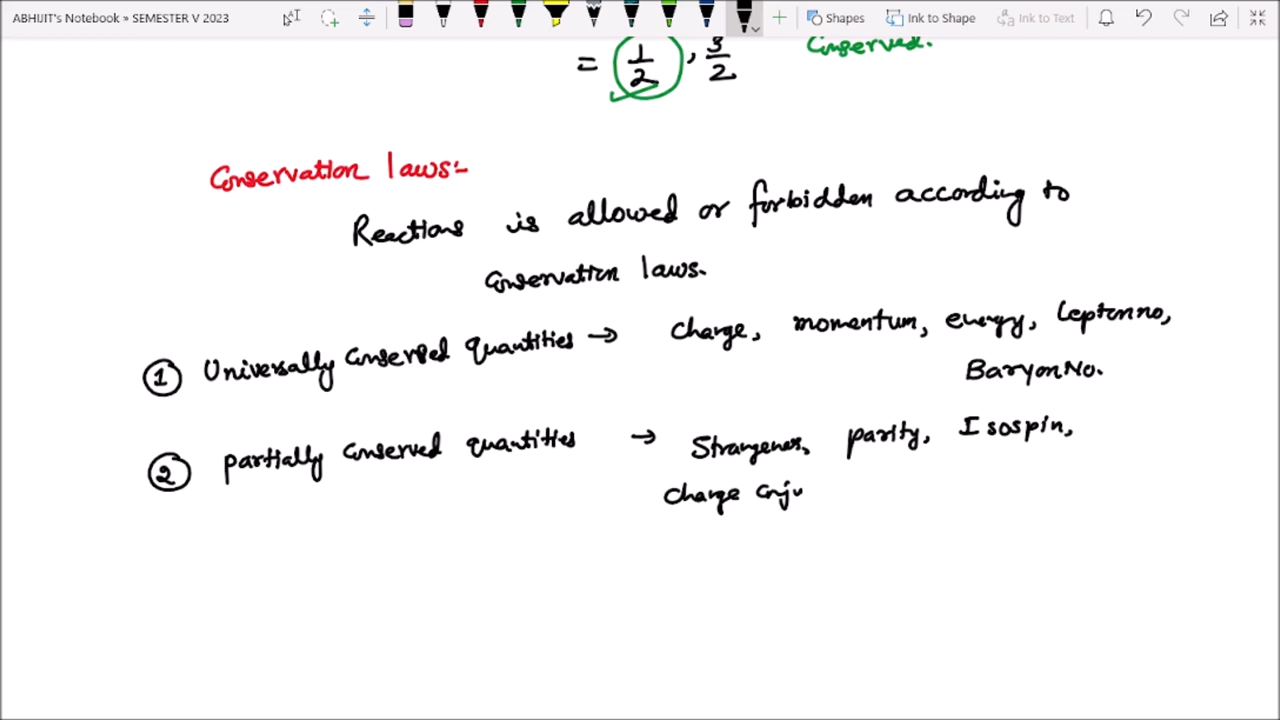 ABHIJIT's Notebook » SEMESTER V 2023
Shapes Ink to Shape Ink to Text
= 1/2, 3/2 Conserved.
Conservation laws:-
Reactions is allowed or forbidden according to
conservation laws.
① Universally conserved quantities → charge, momentum, energy, Lepton no,
Baryon No.
② partially conserved quantities → Strangeness, parity, Isospin,
charge conju